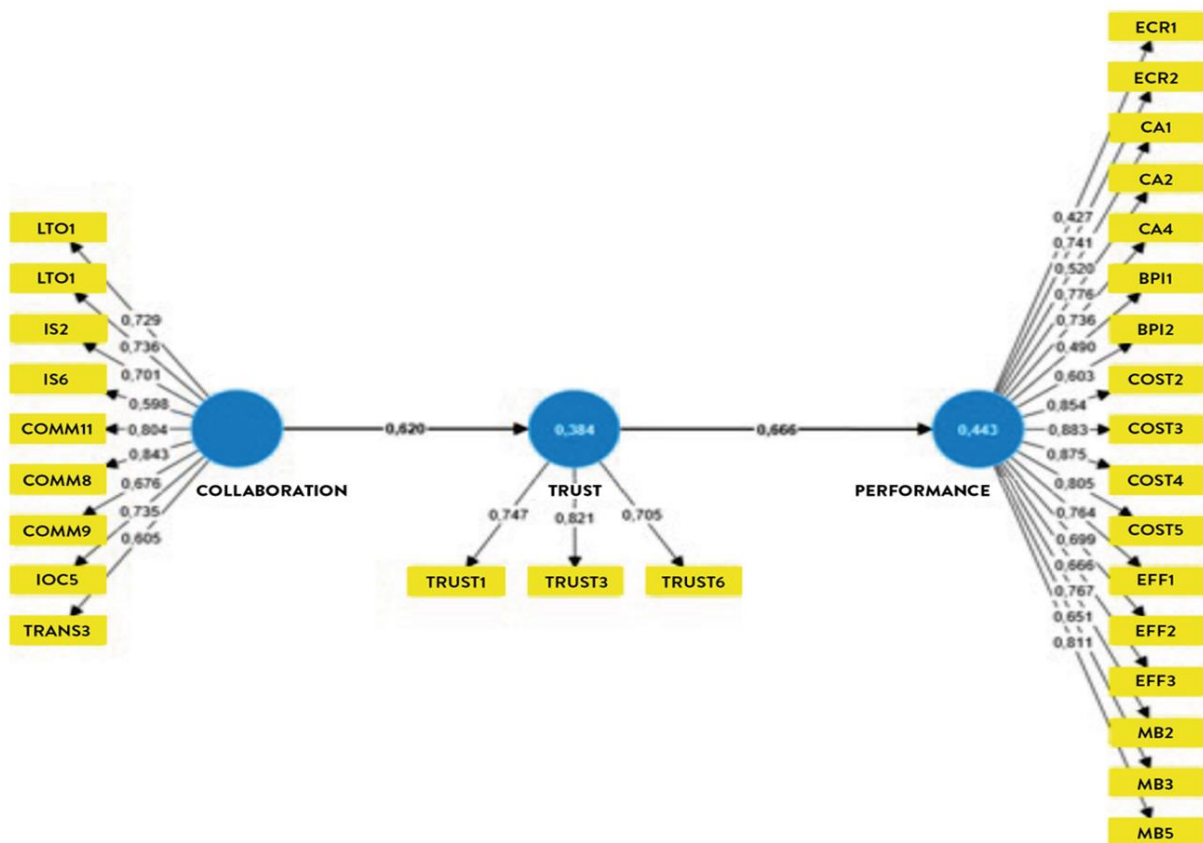 LTO1
LTO1
IS2
IS6
COMM11
COMM8
COMM9
IOC5
TRANS3
0,729
0,736
0,701
0,598
0,804
0,843
0,676
0,735
0,605
COLLABORATION
0,620
0,384
TRUST
0,747
0,821
0,705
TRUST1
TRUST3
TRUST6
0,666
0,443
PERFORMANCE
0,427
0,741
0,520
0,776
0,736
0,490
0,603
0,854
0,883
0,875
0,805
0,764
0,699
0,666
0,767
0,651
0,811
ECR1
ECR2
CA1
CA2
CA4
BPI1
BPI2
COST2
COST3
COST4
COST5
EFF1
EFF2
EFF3
MB2
MB3
MB5